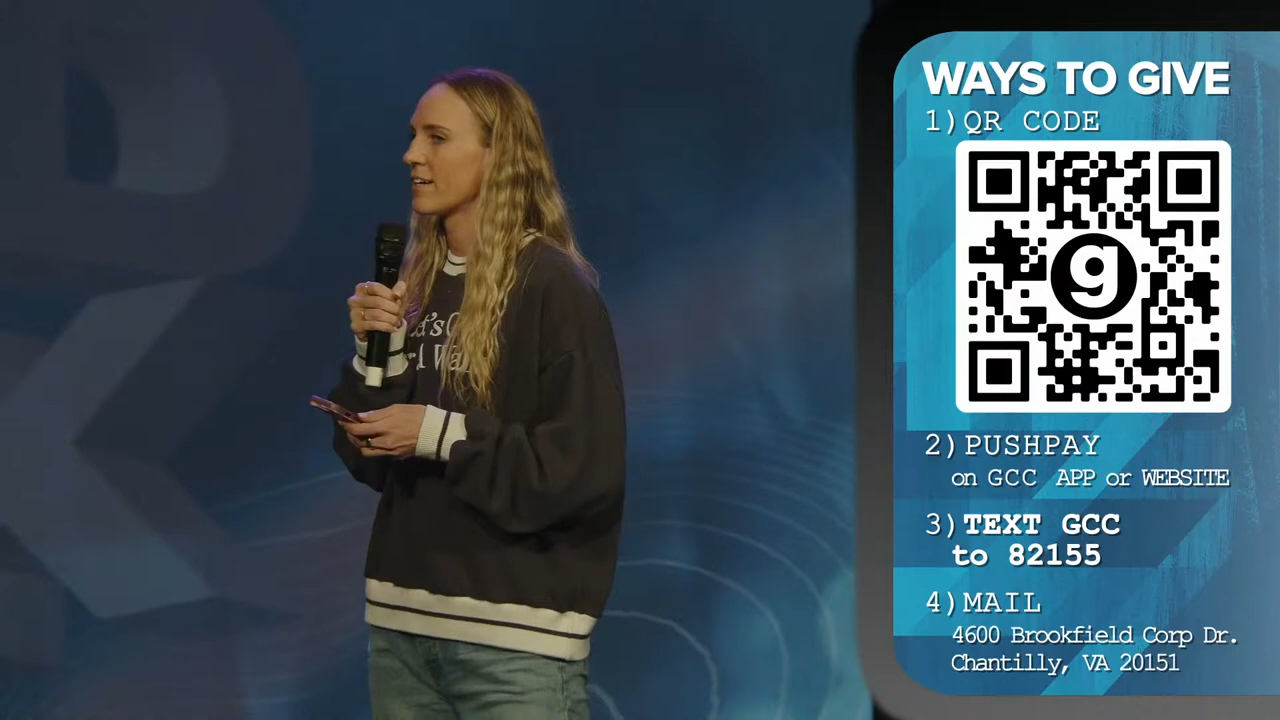 WAYS TO GIVE
1) QR CODE
g
2) PUSHPAY
on GCC APP or WEBSITE
3) TEXT GCC
to 82155
4) MAIL
4600 Brookfield Corp Dr.
Chantilly, VA 20151